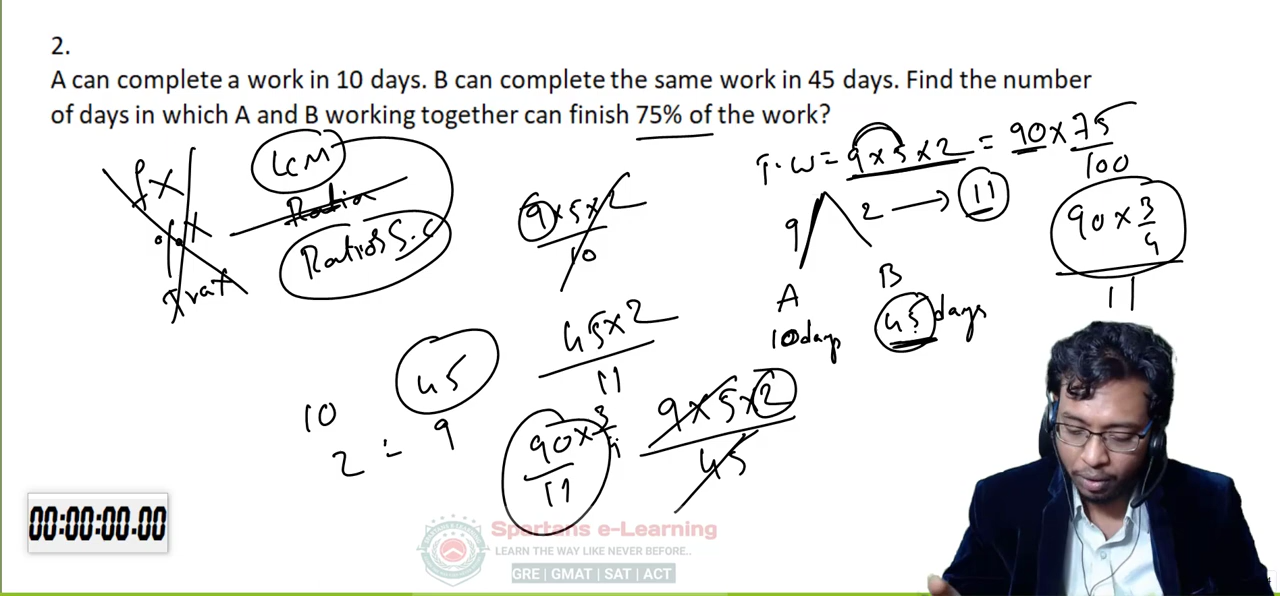 2.
A can complete a work in 10 days. B can complete the same work in 45 days. Find the number
of days in which A and B working together can finish 75% of the work?
LCM
Ratio
Ratios S.C
9×5×2
10
T.W = 9×5×2 = 90×75
100
9
2 → 11
90×3
4
11
A
B
10days
45 days
45×2
11
45
10
2 : 9
90×3
4
11
9×5×2
45
00:00:00.00
Spartans e-Learning
LEARN THE WAY LIKE NEVER BEFORE..
GRE | GMAT | SAT | ACT